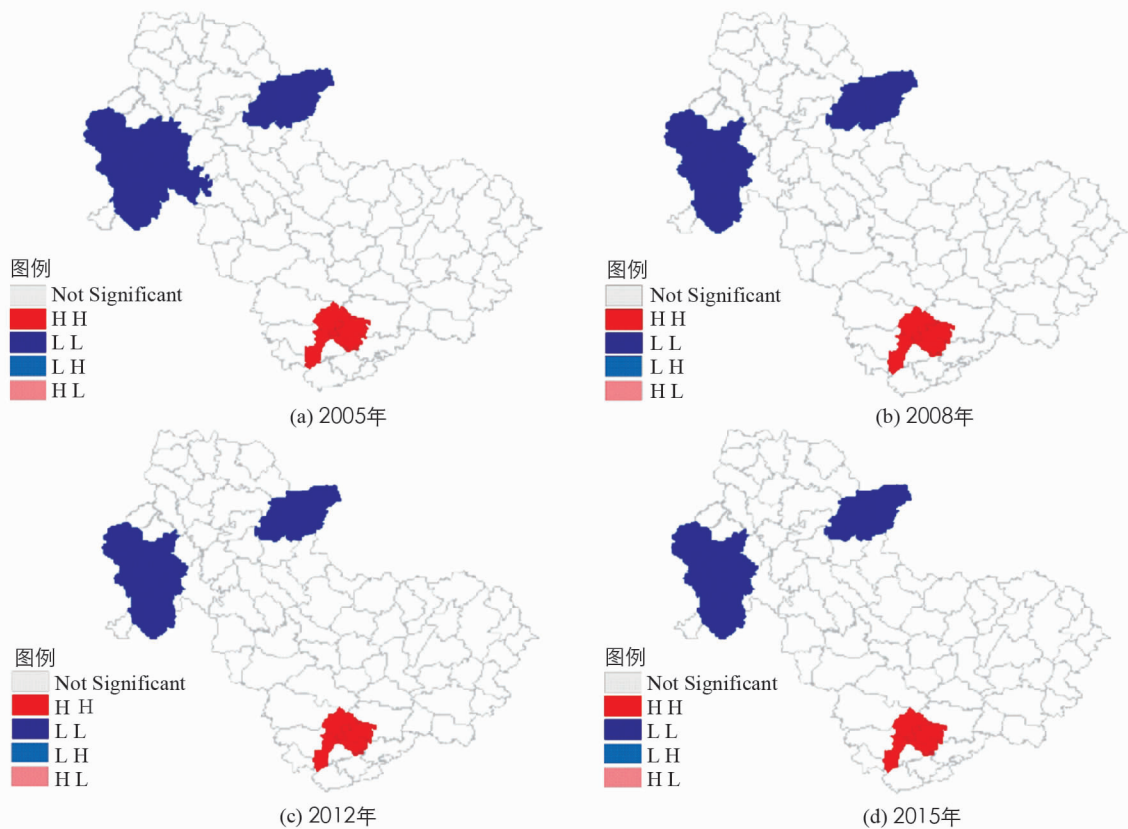 图例
Not Significant
H H
L L
L H
H L
(a) 2005年
图例
Not Significant
H H
L L
L H
H L
(b) 2008年
图例
Not Significant
H H
L L
L H
H L
(c) 2012年
图例
Not Significant
H H
L L
L H
H L
(d) 2015年